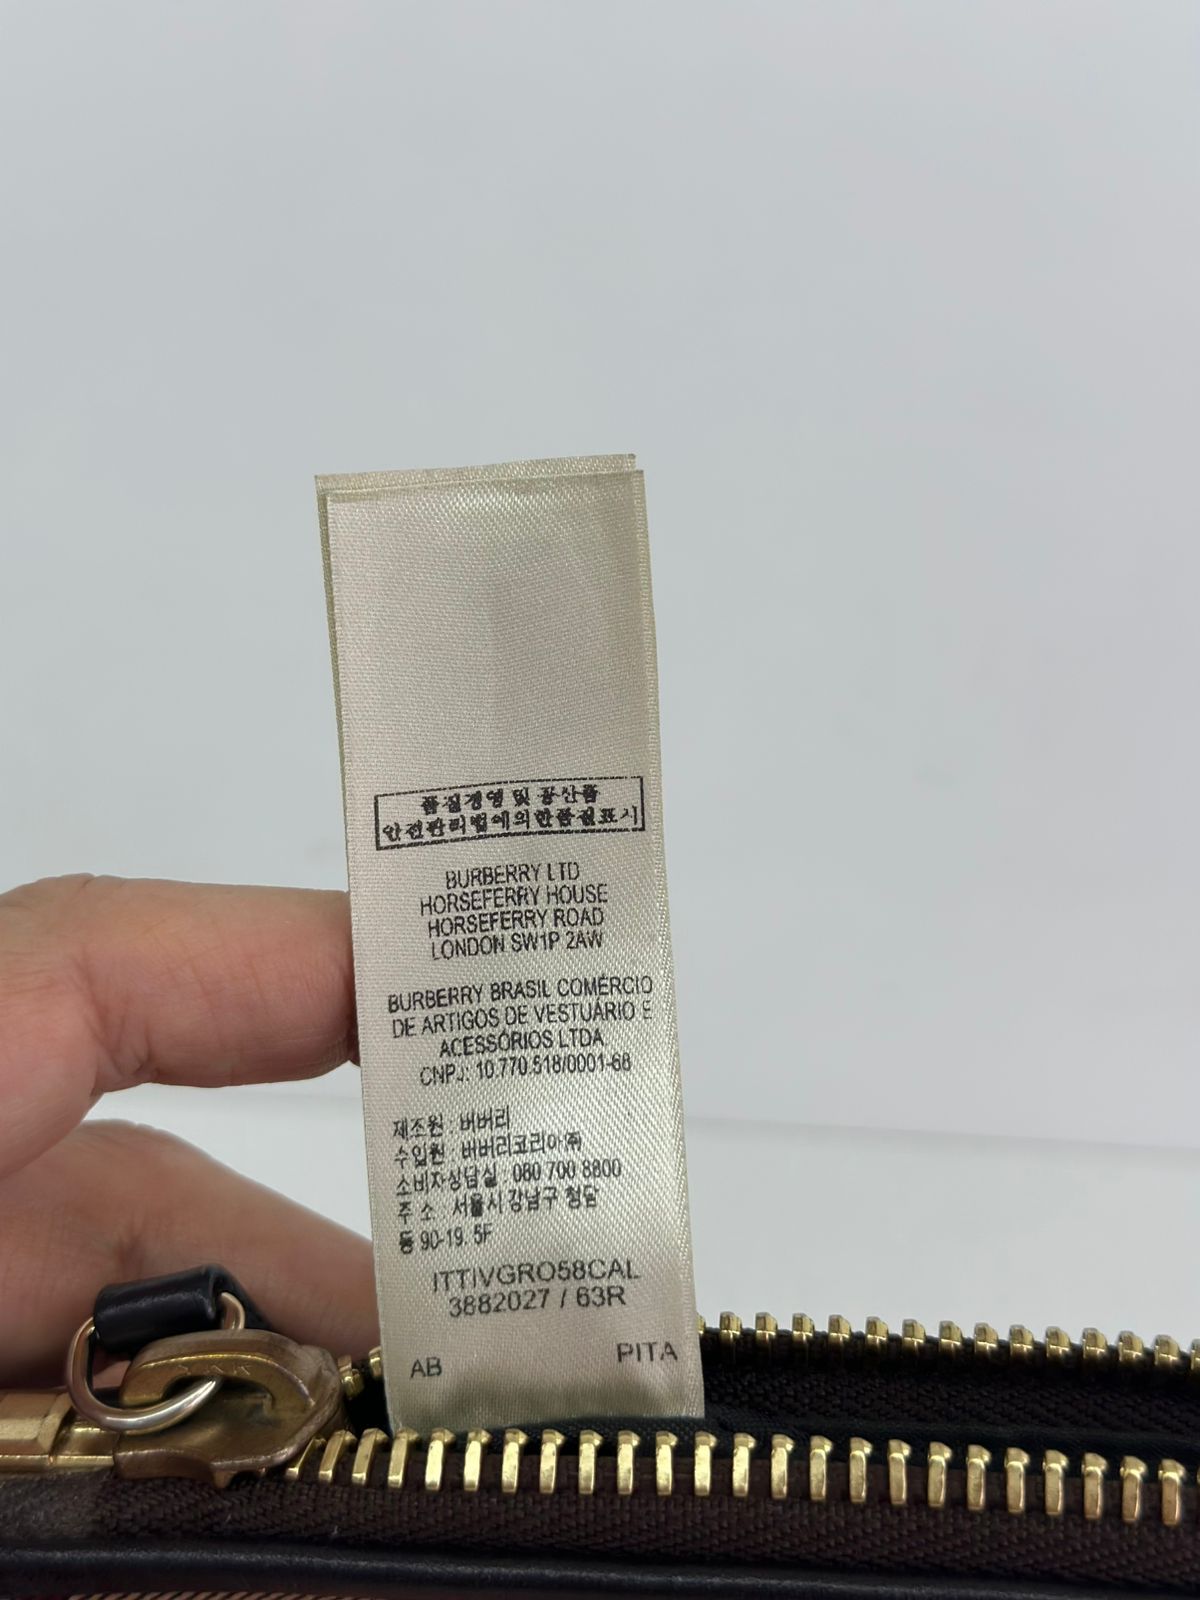 품질경영 및 공산품
안전관리법에의한품질표시
BURBERRY LTD
HORSEFERRY HOUSE
HORSEFERRY ROAD
LONDON SW1P 2AW
BURBERRY BRASIL COMÉRCIO
DE ARTIGOS DE VESTUÁRIO E
ACESSÓRIOS LTDA
CNPJ: 10.770.518/0001-68
제조원 : 버버리
수입원 : 버버리코리아㈜
소비자상담실 : 080 700 8800
주 소 : 서울시 강남구 청담
동 90-19. 5F
ITTIVGRO58CAL
3882027 / 63R
AB PITA